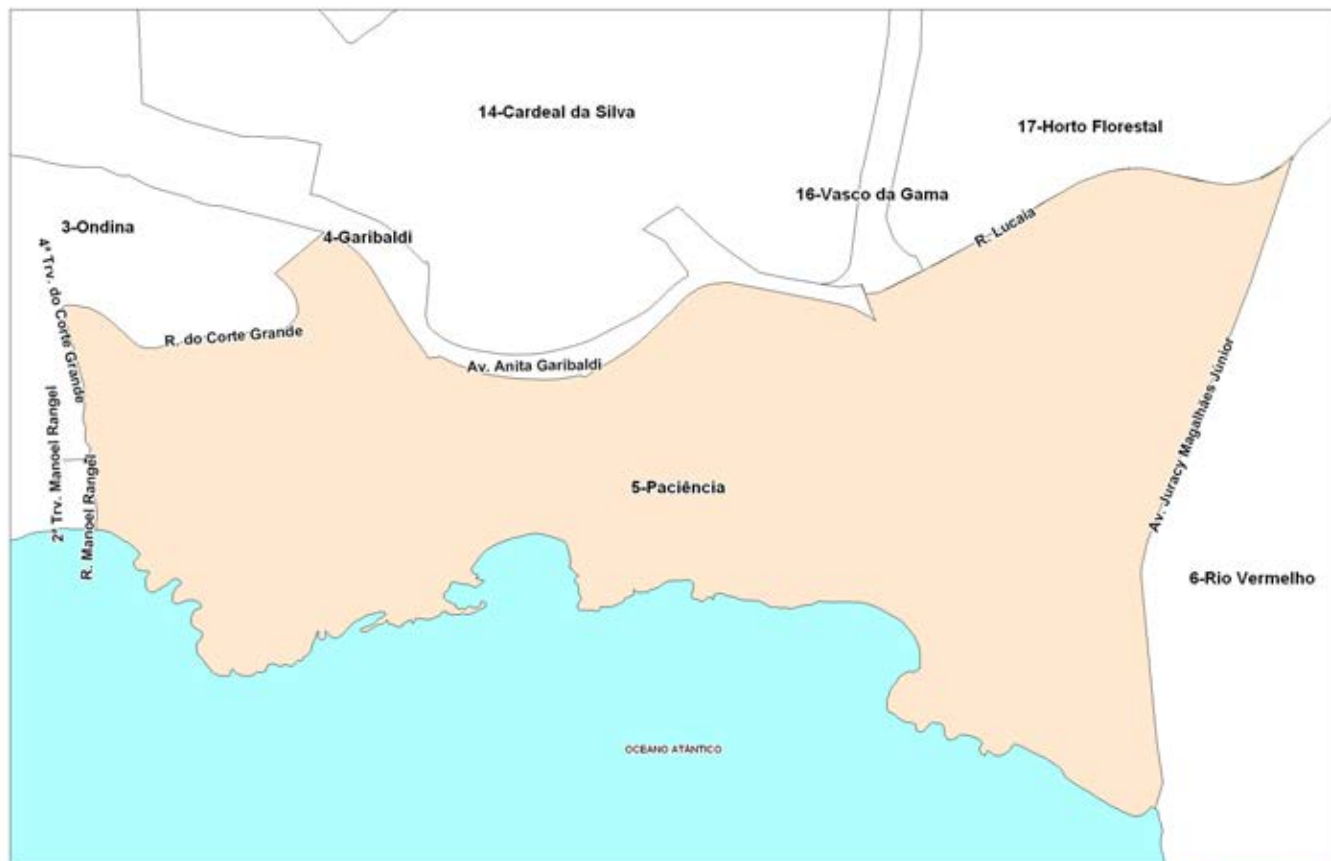 14-Cardeal da Silva
17-Horto Florestal
16-Vasco da Gama
3-Ondina
4-Garibaldi
R. Lucaia
4ª Trv. do Corte Grande
R. do Corte Grande
Av. Anita Garibaldi
Av. Juracy Magalhães Júnior
2ª Trv. Manoel Rangel
R. Manoel Rangel
5-Paciência
6-Rio Vermelho
OCEANO ATÂNTICO